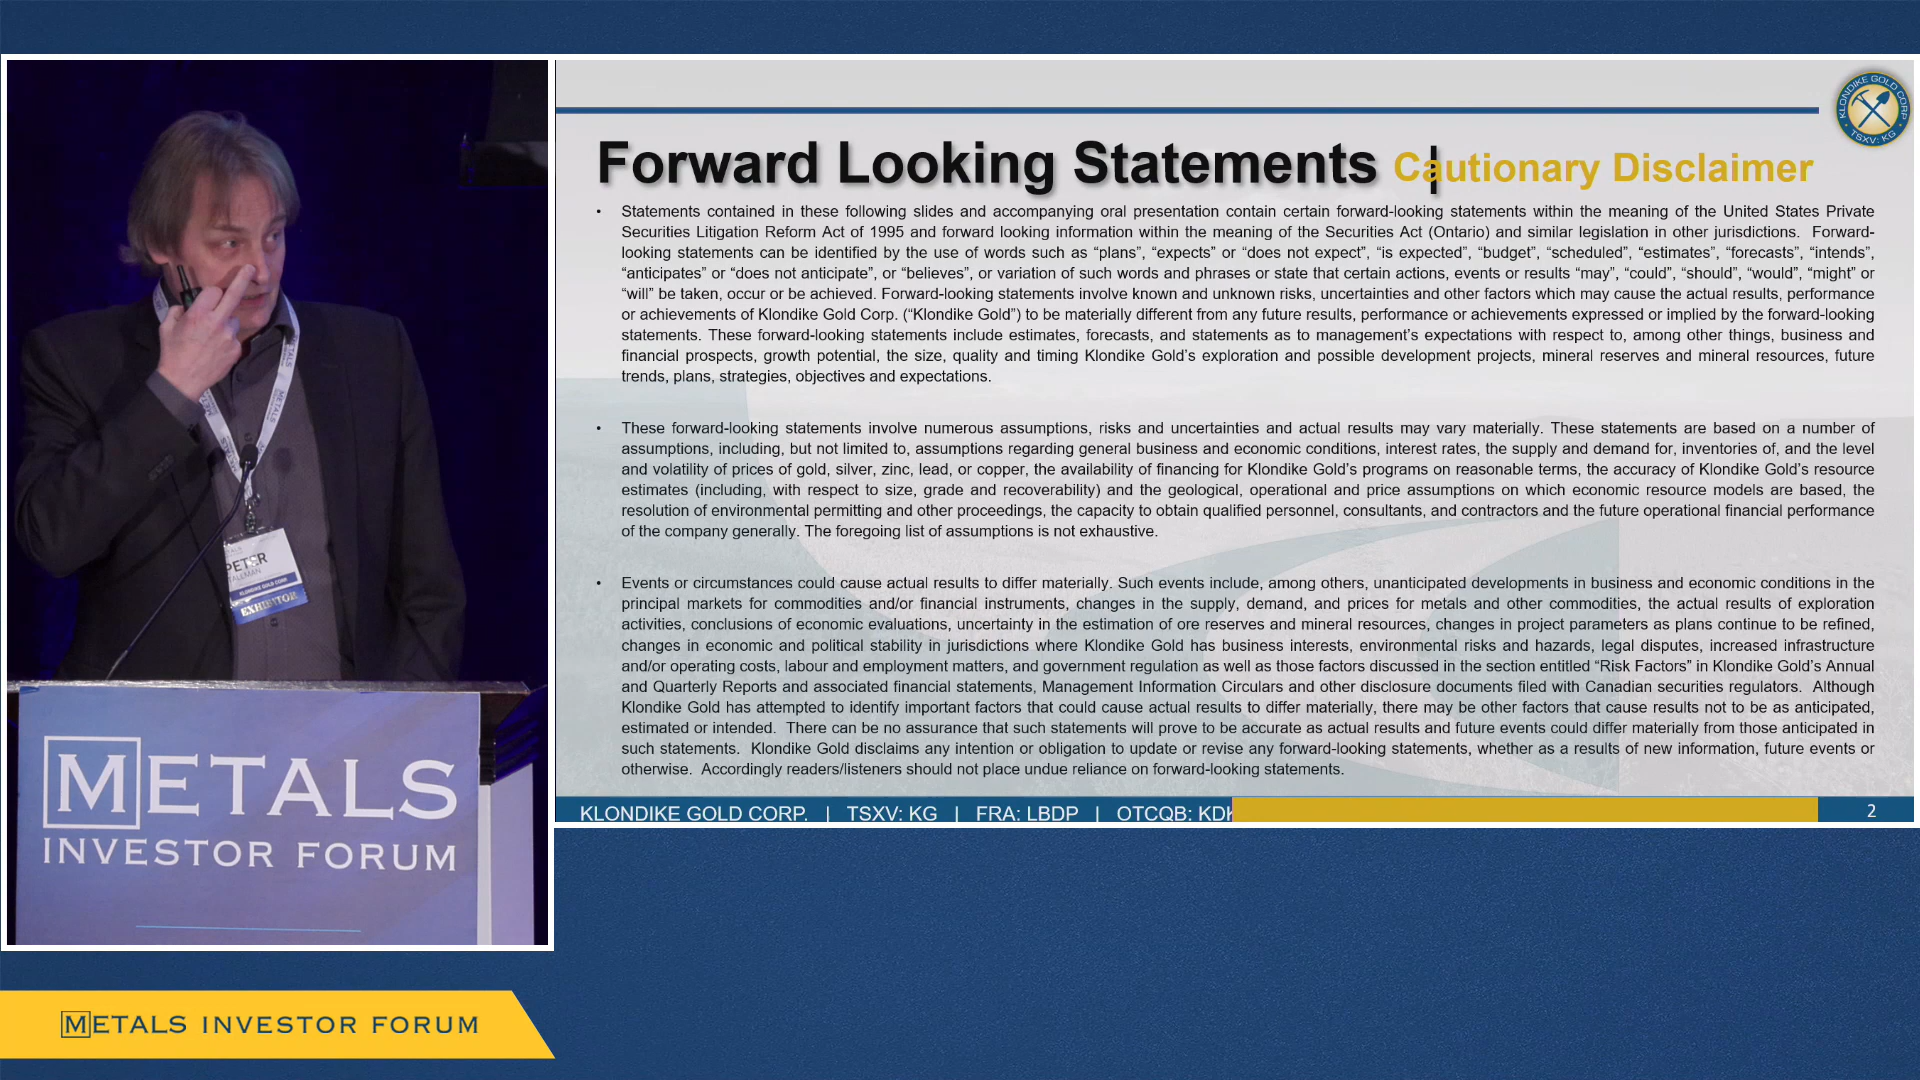 KLONDIKE GOLD CORP
TSXV: KG
Forward Looking Statements | Cautionary Disclaimer
• Statements contained in these following slides and accompanying oral presentation contain certain forward-looking statements within the meaning of the United States Private
Securities Litigation Reform Act of 1995 and forward looking information within the meaning of the Securities Act (Ontario) and similar legislation in other jurisdictions. Forward-
looking statements can be identified by the use of words such as “plans”, “expects” or “does not expect”, “is expected”, “budget”, “scheduled”, “estimates”, “forecasts”, “intends”,
“anticipates” or “does not anticipate”, or “believes”, or variation of such words and phrases or state that certain actions, events or results “may”, “could”, “should”, “would”, “might” or
“will” be taken, occur or be achieved. Forward-looking statements involve known and unknown risks, uncertainties and other factors which may cause the actual results, performance
or achievements of Klondike Gold Corp. (“Klondike Gold”) to be materially different from any future results, performance or achievements expressed or implied by the forward-looking
statements. These forward-looking statements include estimates, forecasts, and statements as to management’s expectations with respect to, among other things, business and
financial prospects, growth potential, the size, quality and timing Klondike Gold’s exploration and possible development projects, mineral reserves and mineral resources, future
trends, plans, strategies, objectives and expectations.
• These forward-looking statements involve numerous assumptions, risks and uncertainties and actual results may vary materially. These statements are based on a number of
assumptions, including, but not limited to, assumptions regarding general business and economic conditions, interest rates, the supply and demand for, inventories of, and the level
and volatility of prices of gold, silver, zinc, lead, or copper, the availability of financing for Klondike Gold’s programs on reasonable terms, the accuracy of Klondike Gold’s resource
estimates (including, with respect to size, grade and recoverability) and the geological, operational and price assumptions on which economic resource models are based, the
resolution of environmental permitting and other proceedings, the capacity to obtain qualified personnel, consultants, and contractors and the future operational financial performance
of the company generally. The foregoing list of assumptions is not exhaustive.
• Events or circumstances could cause actual results to differ materially. Such events include, among others, unanticipated developments in business and economic conditions in the
principal markets for commodities and/or financial instruments, changes in the supply, demand, and prices for metals and other commodities, the actual results of exploration
activities, conclusions of economic evaluations, uncertainty in the estimation of ore reserves and mineral resources, changes in project parameters as plans continue to be refined,
changes in economic and political stability in jurisdictions where Klondike Gold has business interests, environmental risks and hazards, legal disputes, increased infrastructure
and/or operating costs, labour and employment matters, and government regulation as well as those factors discussed in the section entitled “Risk Factors” in Klondike Gold’s Annual
and Quarterly Reports and associated financial statements, Management Information Circulars and other disclosure documents filed with Canadian securities regulators. Although
Klondike Gold has attempted to identify important factors that could cause actual results to differ materially, there may be other factors that cause results not to be as anticipated,
estimated or intended. There can be no assurance that such statements will prove to be accurate as actual results and future events could differ materially from those anticipated in
such statements. Klondike Gold disclaims any intention or obligation to update or revise any forward-looking statements, whether as a results of new information, future events or
otherwise. Accordingly readers/listeners should not place undue reliance on forward-looking statements.
KLONDIKE GOLD CORP. | TSXV: KG | FRA: LBDP | OTCQB: KDK
2
PETER
KLONDIKE GOLD CORP
EXHIBITOR
METALS
INVESTOR FORUM
METALS INVESTOR FORUM